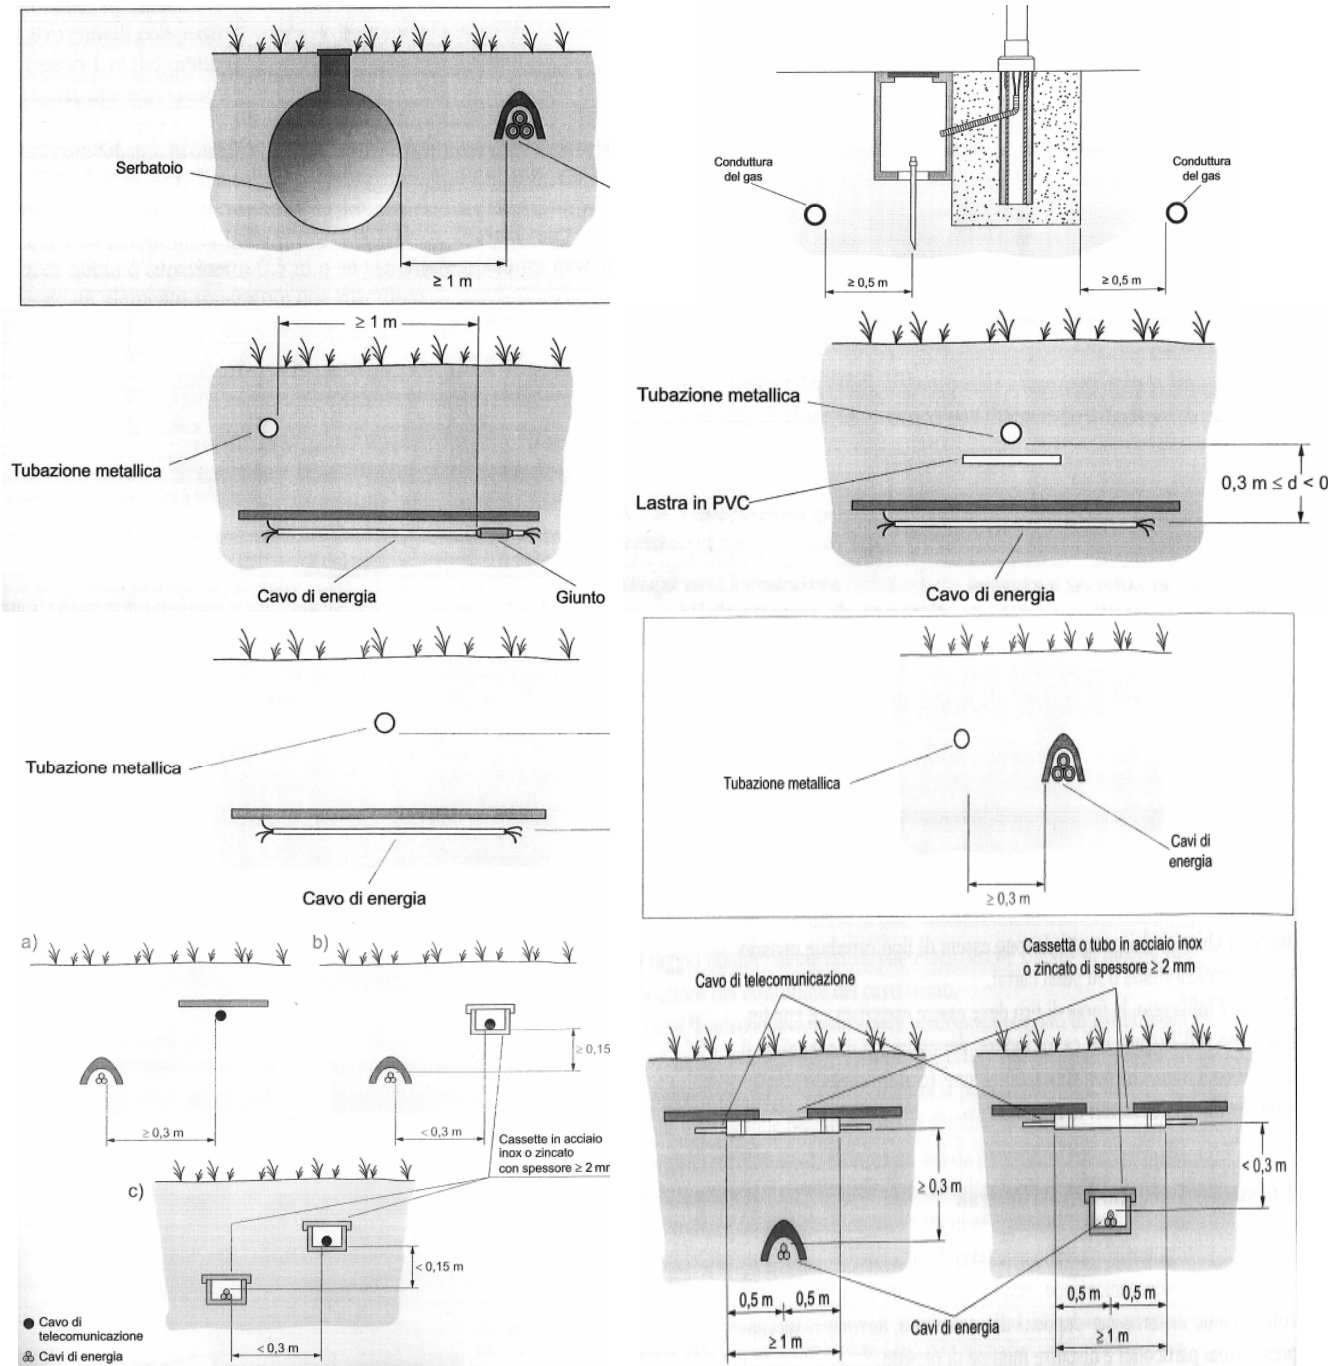 Serbatoio
≥ 1 m
Conduttura
del gas
Conduttura
del gas
≥ 0,5 m
≥ 0,5 m
≥ 1 m
Tubazione metallica
Cavo di energia
Giunto
Tubazione metallica
Lastra in PVC
0,3 m ≤ d < 0
Cavo di energia
Tubazione metallica
Cavo di energia
Tubazione metallica
Cavi di
energia
≥ 0,3 m
a)
b)
≥ 0,15
≥ 0,3 m
< 0,3 m
Cassette in acciaio
inox o zincato
con spessore ≥ 2 mm
c)
< 0,15 m
< 0,3 m
Cavo di
telecomunicazione
Cavi di energia
Cavo di telecomunicazione
Cassetta o tubo in acciaio inox
o zincato di spessore ≥ 2 mm
≥ 0,3 m
< 0,3 m
0,5 m
0,5 m
≥ 1 m
Cavi di energia
0,5 m
0,5 m
≥ 1 m